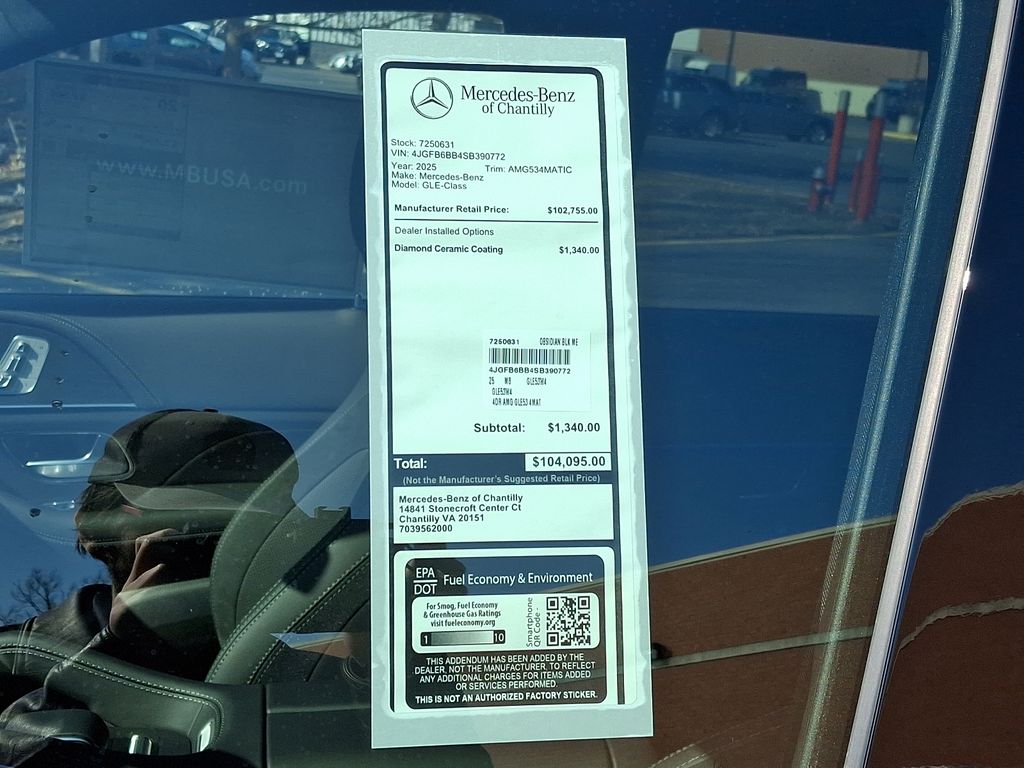 www.MBUSA.com
Mercedes-Benz
of Chantilly
Stock: 7250631
VIN: 4JGFB6BB4SB390772
Year: 2025 Trim: AMG534MATIC
Make: Mercedes-Benz
Model: GLE-Class
Manufacturer Retail Price: $102,755.00
Dealer Installed Options
Diamond Ceramic Coating $1,340.00
7250631 OBSIDIAN BLK ME
4JGFB6BB4SB390772
25 MB GLE53W4
GLE53W4
4DR AMG GLE53 4MAT
Subtotal: $1,340.00
Total: $104,095.00
(Not the Manufacturer's Suggested Retail Price)
Mercedes-Benz of Chantilly
14841 Stonecroft Center Ct
Chantilly VA 20151
7039562000
EPA
DOT Fuel Economy & Environment
For Smog, Fuel Economy
& Greenhouse Gas Ratings
visit fueleconomy.org
1 10
Smartphone
QR Code -
THIS ADDENDUM HAS BEEN ADDED BY THE
DEALER, NOT THE MANUFACTURER, TO REFLECT
ANY ADDITIONAL CHARGES FOR ITEMS ADDED
OR SERVICES PERFORMED.
THIS IS NOT AN AUTHORIZED FACTORY STICKER.